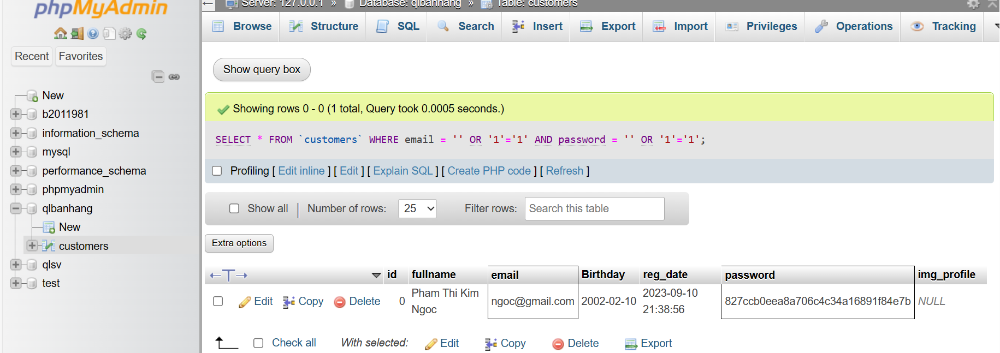 phpMyAdmin
Recent Favorites
New
b2011981
information_schema
mysql
performance_schema
phpmyadmin
qlbanhang
New
customers
qlsv
test
Server: 127.0.0.1 » Database: qlbanhang » Table: customers
Browse Structure SQL Search Insert Export Import Privileges Operations Tracking
Show query box
Showing rows 0 - 0 (1 total, Query took 0.0005 seconds.)
SELECT * FROM `customers` WHERE email = '' OR '1'='1' AND password = '' OR '1'='1';
Profiling [ Edit inline ] [ Edit ] [ Explain SQL ] [ Create PHP code ] [ Refresh ]
Show all | Number of rows: 25 Filter rows: Search this table
Extra options
←T→ id fullname email Birthday reg_date password img_profile
Edit Copy Delete 0 Pham Thi Kim Ngoc ngoc@gmail.com 2002-02-10 2023-09-10 21:38:56 827ccb0eea8a706c4c34a16891f84e7b NULL
Check all With selected: Edit Copy Delete Export